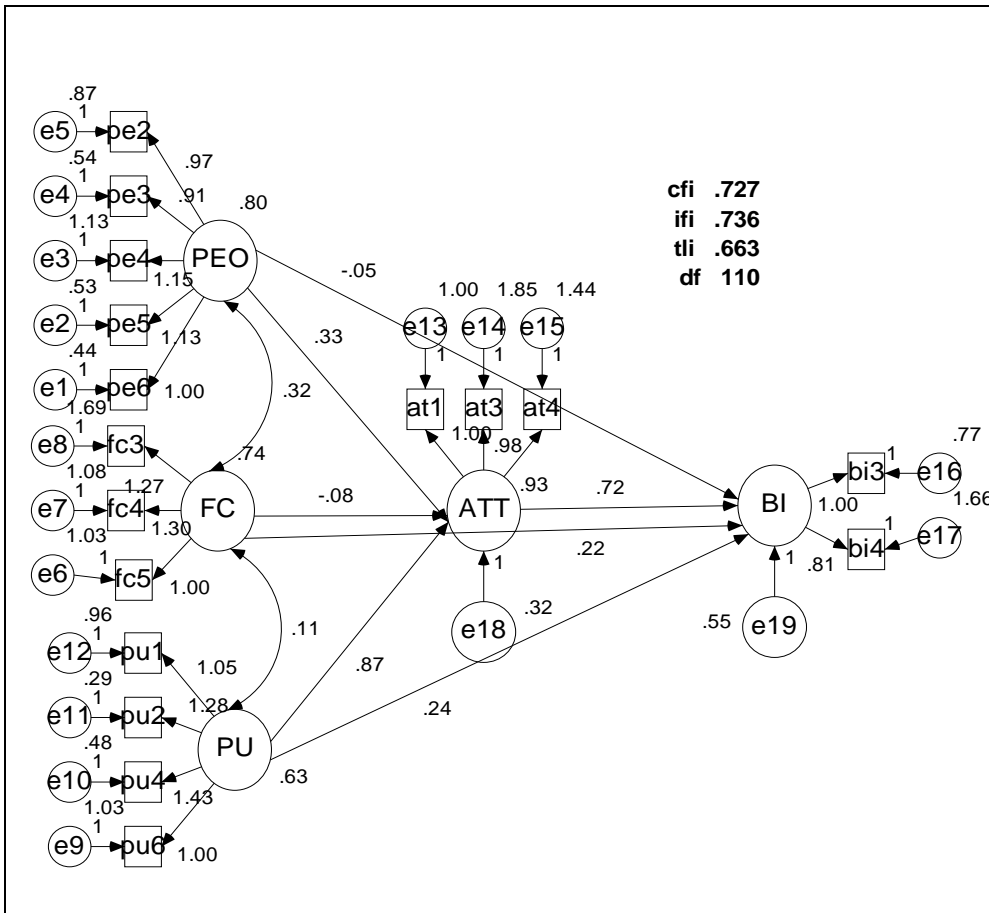 .87
1
e5 pe2
.54
.97
1
e4 pe3
.91
.80
1.13
1
e3 pe4
PEO
1.15
.53
1
e2 pe5
1.13
.44
1
e1 pe6
1.00
1.69
1
e8 fc3
1.08
.74
1
e7 fc4
1.27
FC
1.03
1.30
1
e6 fc5
1.00
.96
1
e12 pu1
1.05
.29
1
e11 pu2
1.28
.48
PU
1
e10 pu4
.63
1.03
1.43
1
e9 pu6
1.00
.32
.11
-.05
.33
-.08
.87
.22
.24
1.00 1.85 1.44
e13 e14 e15
1 1 1
at1 at3 at4
1.00 .98
ATT
.93
.72
1
.32
e18
cfi .727
ifi .736
tli .663
df 110
BI
1
.55
e19
.77
1
bi3 e16
1.00
1.66
1
bi4 e17
.81